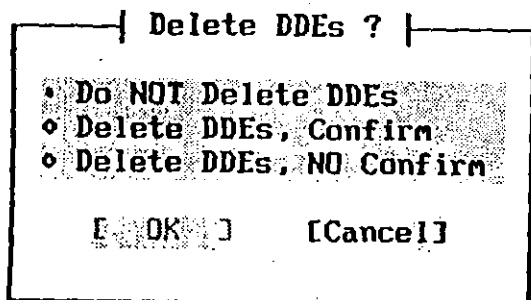 Delete DDEs ?
• Do NOT Delete DDEs
◇ Delete DDEs, Confirm
◇ Delete DDEs, NO Confirm
[ OK ] [Cancel]